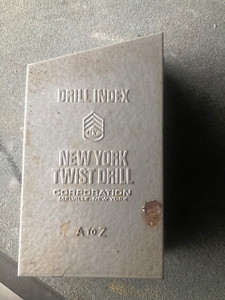 DRILL INDEX
NEW YORK
TWIST DRILL
CORPORATION
MELVILLE, NEW YORK
A TO Z